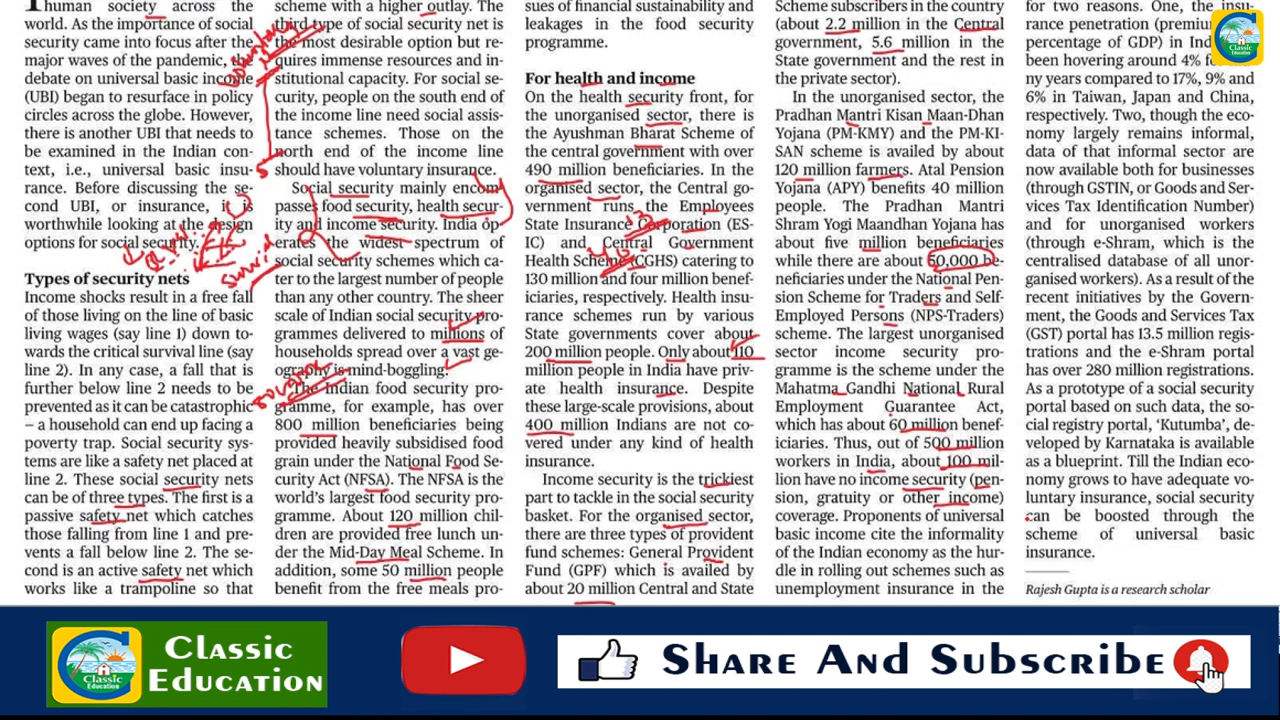 human society across the
world. As the importance of social
security came into focus after the
major waves of the pandemic, the
debate on universal basic income
(UBI) began to resurface in policy
circles across the globe. However,
there is another UBI that needs to
be examined in the Indian con-
text, i.e., universal basic insu-
rance. Before discussing the se-
cond UBI, or insurance, it is
worthwhile looking at the design
options for social security.
Types of security nets
Income shocks result in a free fall
of those living on the line of basic
living wages (say line 1) down to-
wards the critical survival line (say
line 2). In any case, a fall that is
further below line 2 needs to be
prevented as it can be catastrophic
– a household can end up facing a
poverty trap. Social security sys-
tems are like a safety net placed at
line 2. These social security nets
can be of three types. The first is a
passive safety net which catches
those falling from line 1 and pre-
vents a fall below line 2. The se-
cond is an active safety net which
works like a trampoline so that
scheme with a higher outlay. The
third type of social security net is
the most desirable option but re-
quires immense resources and in-
stitutional capacity. For social se-
curity, people on the south end of
the income line need social assis-
tance schemes. Those on the
north end of the income line
should have voluntary insurance.
Social security mainly encom-
passes food security, health secur-
ity and income security. India op-
erates the widest spectrum of
social security schemes which ca-
ter to the largest number of people
than any other country. The sheer
scale of Indian social security pro-
grammes delivered to millions of
households spread over a vast ge-
ography is mind-boggling.
The Indian food security pro-
gramme, for example, has over
800 million beneficiaries being
provided heavily subsidised food
grain under the National Food Se-
curity Act (NFSA). The NFSA is the
world's largest food security pro-
gramme. About 120 million chil-
dren are provided free lunch un-
der the Mid-Day Meal Scheme. In
addition, some 50 million people
benefit from the free meals pro-
sues of financial sustainability and
leakages in the food security
programme.
For health and income
On the health security front, for
the unorganised sector, there is
the Ayushman Bharat Scheme of
the central government with over
490 million beneficiaries. In the
organised sector, the Central go-
vernment runs the Employees
State Insurance Corporation (ES-
IC) and Central Government
Health Scheme (CGHS) catering to
130 million and four million benef-
iciaries, respectively. Health insu-
rance schemes run by various
State governments cover about
200 million people. Only about 110
million people in India have priv-
ate health insurance. Despite
these large-scale provisions, about
400 million Indians are not co-
vered under any kind of health
insurance.
Income security is the trickiest
part to tackle in the social security
basket. For the organised sector,
there are three types of provident
fund schemes: General Provident
Fund (GPF) which is availed by
about 20 million Central and State
Scheme subscribers in the country
(about 2.2 million in the Central
government, 5.6 million in the
State government and the rest in
the private sector).
In the unorganised sector, the
Pradhan Mantri Kisan Maan-Dhan
Yojana (PM-KMY) and the PM-KI-
SAN scheme is availed by about
120 million farmers. Atal Pension
Yojana (APY) benefits 40 million
people. The Pradhan Mantri
Shram Yogi Maandhan Yojana has
about five million beneficiaries
while there are about 50,000 be-
neficiaries under the National Pen-
sion Scheme for Traders and Self-
Employed Persons (NPS-Traders)
scheme. The largest unorganised
sector income security pro-
gramme is the scheme under the
Mahatma Gandhi National Rural
Employment Guarantee Act,
which has about 60 million benef-
iciaries. Thus, out of 500 million
workers in India, about 100 mil-
lion have no income security (pen-
sion, gratuity or other income)
coverage. Proponents of universal
basic income cite the informality
of the Indian economy as the hur-
dle in rolling out schemes such as
unemployment insurance in the
for two reasons. One, the insu-
rance penetration (premium
percentage of GDP) in
been hovering around 4%
ny years compared to 17%, 9% and
6% in Taiwan, Japan and China,
respectively. Two, though the eco-
nomy largely remains informal,
data of that informal sector are
now available both for businesses
(through GSTIN, or Goods and Ser-
vices Tax Identification Number)
and for unorganised workers
(through e-Shram, which is the
centralised database of all unor-
ganised workers). As a result of the
recent initiatives by the Govern-
ment, the Goods and Services Tax
(GST) portal has 13.5 million regis-
trations and the e-Shram portal
has over 280 million registrations.
As a prototype of a social security
portal based on such data, the so-
cial registry portal, 'Kutumba', de-
veloped by Karnataka is available
as a blueprint. Till the Indian eco-
nomy grows to have adequate vo-
luntary insurance, social security
can be boosted through the
scheme of universal basic
insurance.
Rajesh Gupta is a research scholar
Classic
Education
Classic
Education
Classic
Education
Share And Subscribe